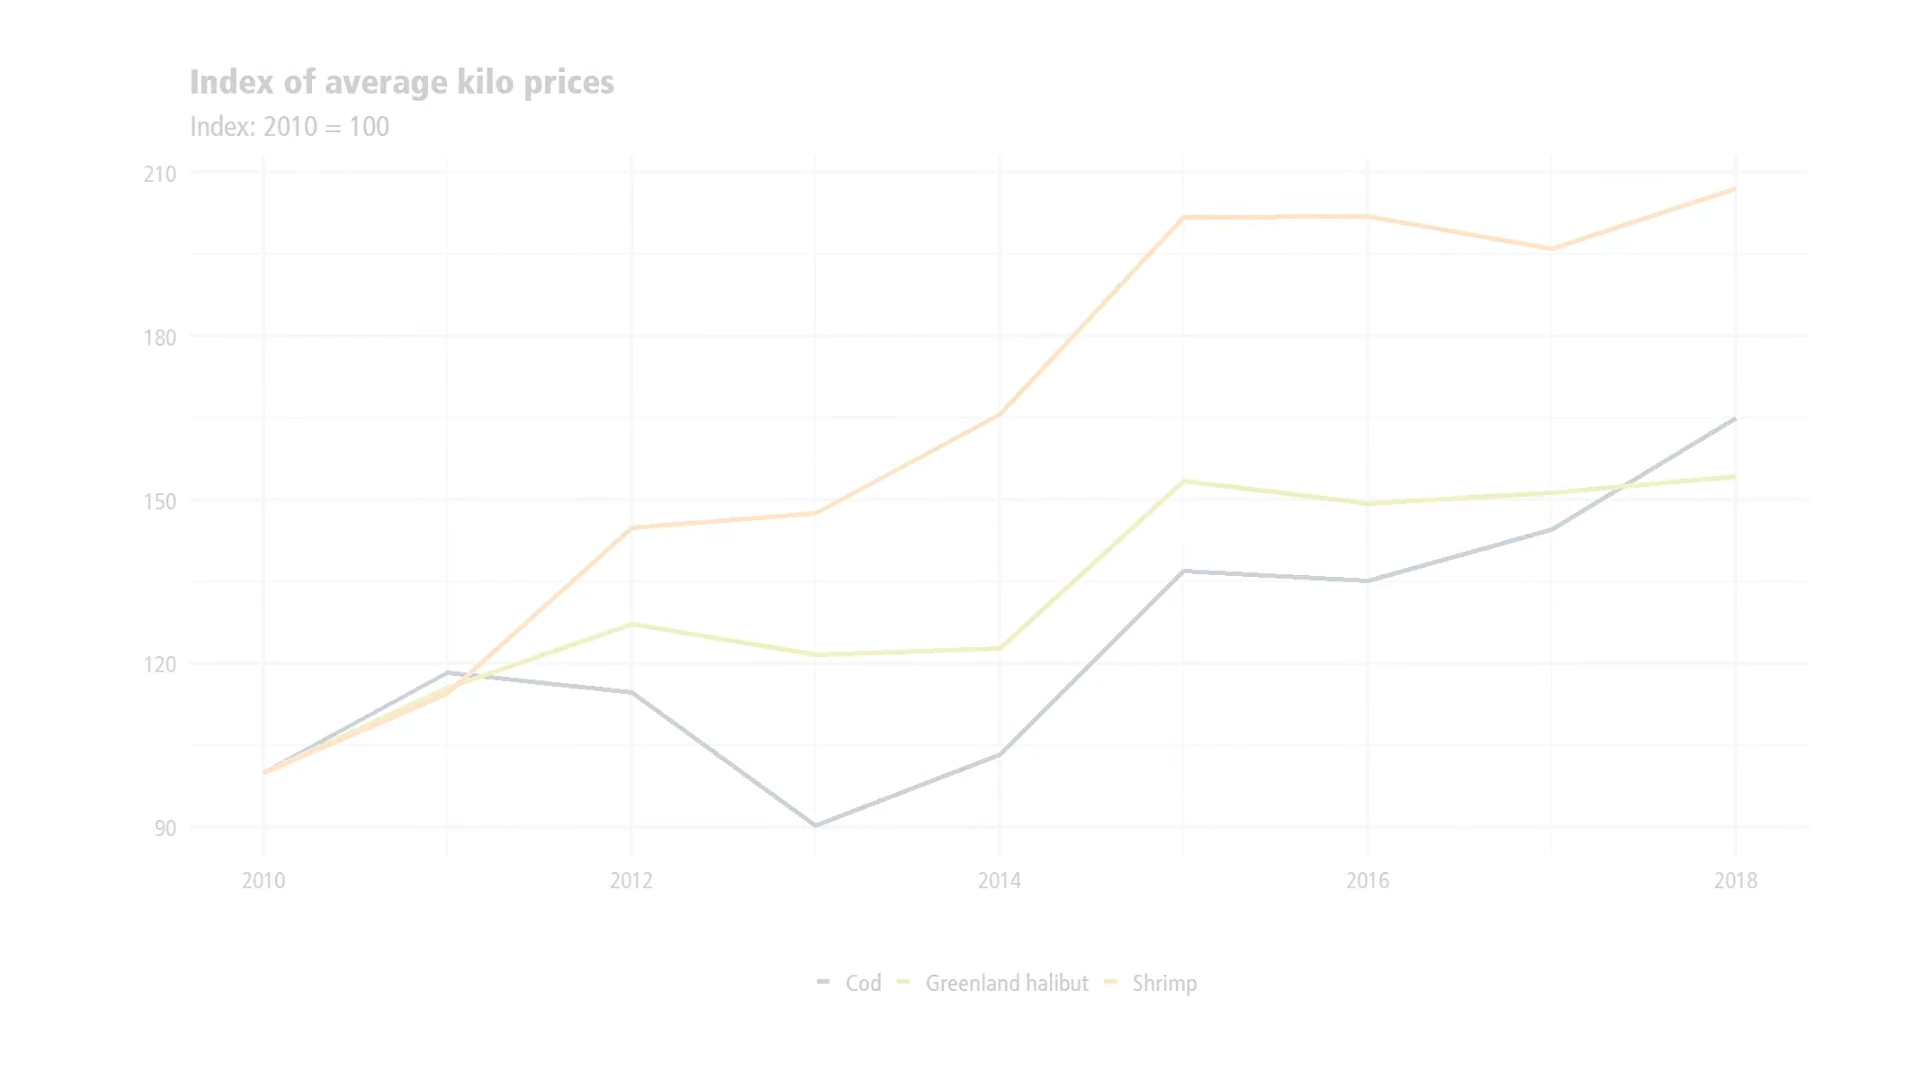 Index of average kilo prices
Index: 2010 = 100
210
180
150
120
90
2010 2012 2014 2016 2018
Cod Greenland halibut Shrimp